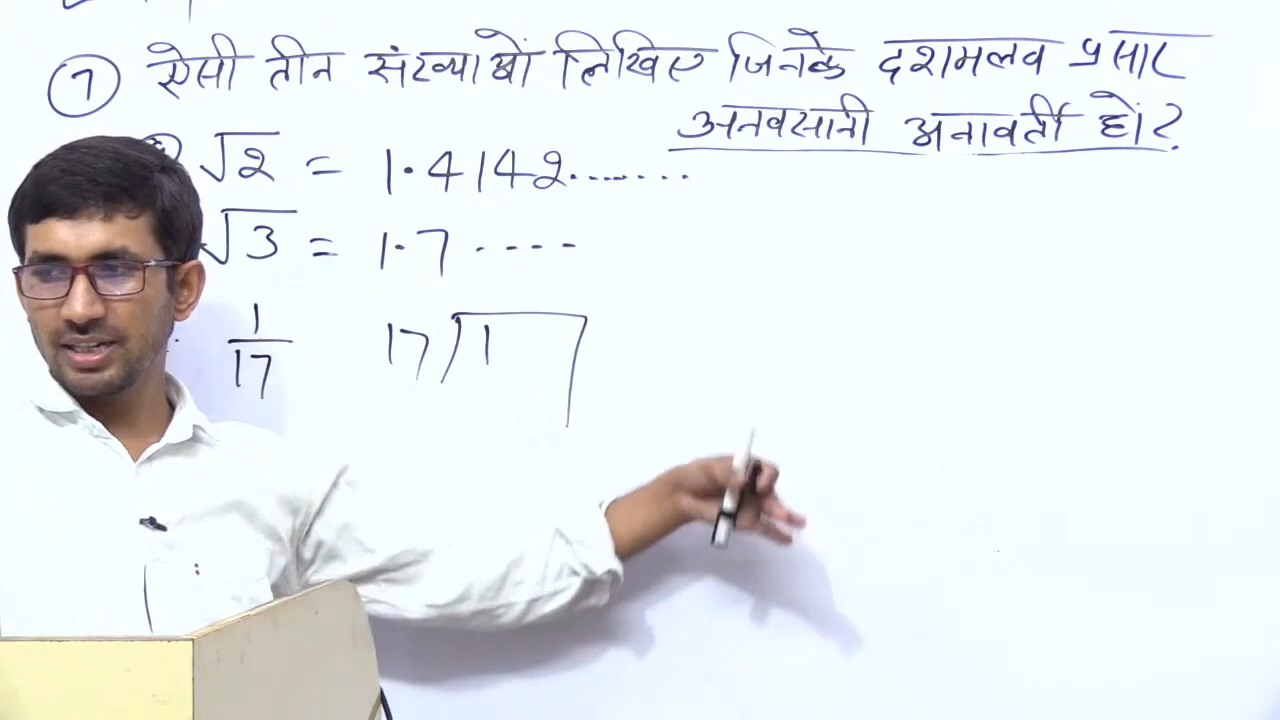 7 ऐसी तीन संख्याओं लिखिए जिनके दशमलव प्रसार
अनवसानी अनावर्ती हों?
√2 = 1.4142.......
√3 = 1.7 ....
1/17 17 1